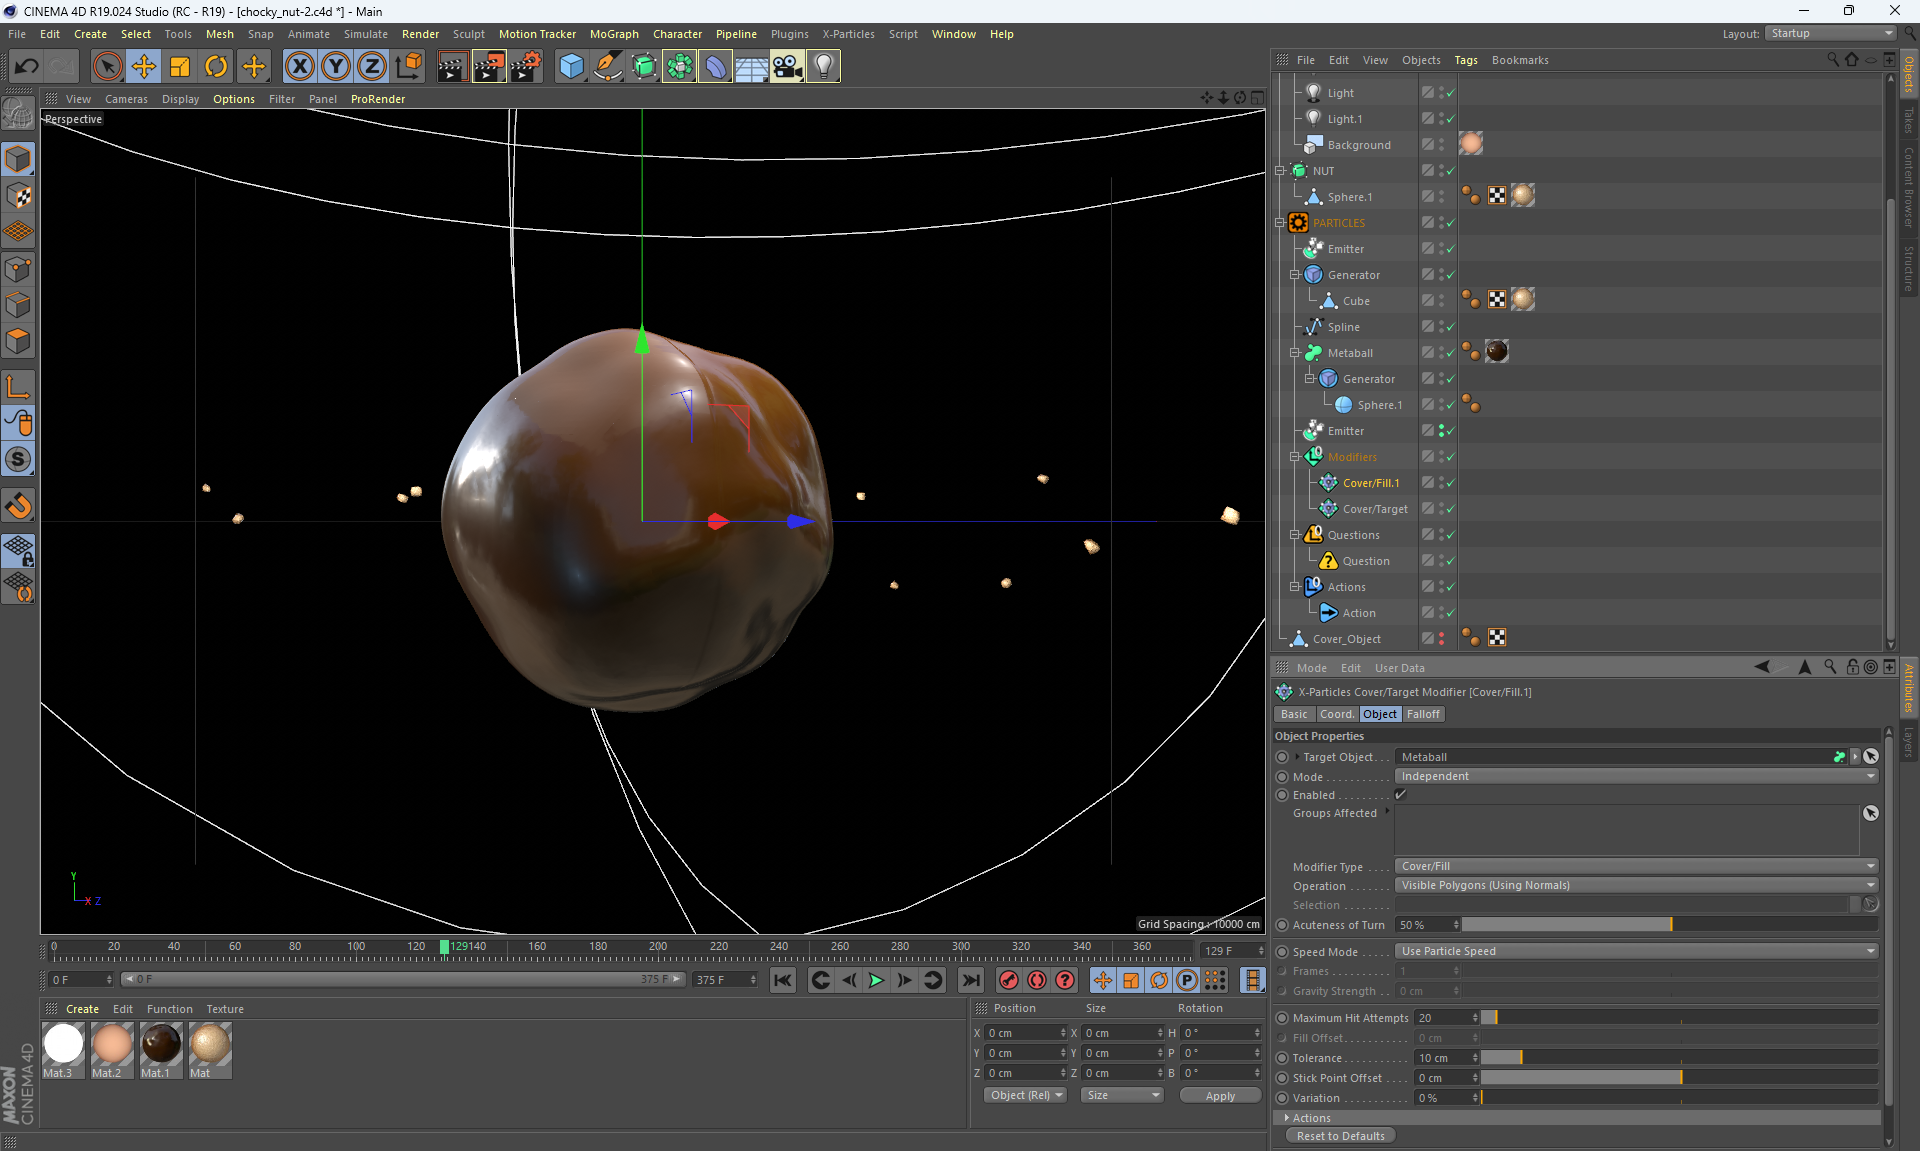 CINEMA 4D R19.024 Studio (RC - R19) - [chocky_nut-2.c4d *] - Main
File Edit Create Select Tools Mesh Snap Animate Simulate Render Sculpt Motion Tracker MoGraph Character Pipeline Plugins X-Particles Script Window Help
Layout: Startup
X Y Z
View Cameras Display Options Filter Panel ProRender
Perspective
Y
X Z
Grid Spacing : 10000 cm
0 20 40 60 80 100 120 129 140 160 180 200 220 240 260 280 300 320 340 360
129 F
0 F
0 F
375 F
375 F
Create Edit Function Texture
Mat.3
Mat.2
Mat.1
Mat
MAXON
CINEMA 4D
Position Size Rotation
X 0 cm X 0 cm H 0 °
Y 0 cm Y 0 cm P 0 °
Z 0 cm Z 0 cm B 0 °
Object (Rel) Size Apply
File Edit View Objects Tags Bookmarks
Light
Light.1
Background
NUT
Sphere.1
PARTICLES
Emitter
Generator
Cube
Spline
Metaball
Generator
Sphere.1
Emitter
Modifiers
Cover/Fill.1
Cover/Target
Questions
Question
Actions
Action
Cover_Object
Objects
Takes
Content Browser
Structure
Mode Edit User Data
X-Particles Cover/Target Modifier [Cover/Fill.1]
Basic Coord. Object Falloff
Object Properties
Target Object . . . Metaball
Mode . . . . . . . . . . . Independent
Enabled . . . . . . . . .
Groups Affected
Modifier Type . . . . Cover/Fill
Operation . . . . . . . Visible Polygons (Using Normals)
Selection . . . . . . . .
Acuteness of Turn 50 %
Speed Mode . . . . . Use Particle Speed
Frames . . . . . . . . . . 1
Gravity Strength . . 0 cm
Maximum Hit Attempts 20
Fill Offset . . . . . . . . . . . 0 cm
Tolerance . . . . . . . . . . . 10 cm
Stick Point Offset . . . . 0 cm
Variation . . . . . . . . . . . 0 %
Actions
Reset to Defaults
Attributes
Layers